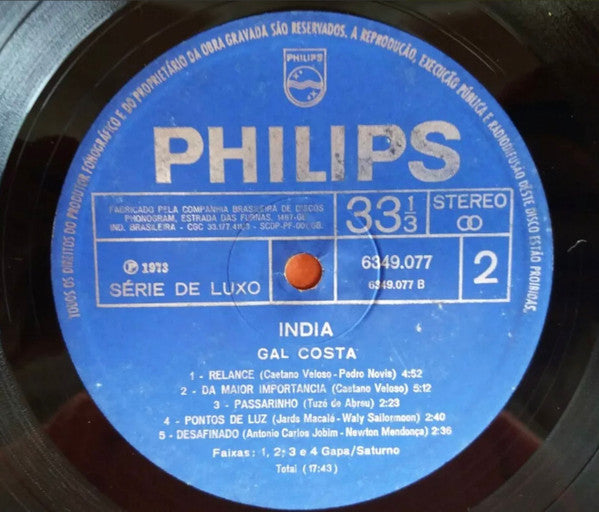 TODOS OS DIREITOS DO PRODUTOR FONOGRÁFICO E DO PROPRIETÁRIO DA OBRA GRAVADA SÃO RESERVADOS. A REPRODUÇÃO, EXECUÇÃO PÚBLICA E RADIODIFUSÃO DÊSTE DISCO ESTÃO PROIBIDAS.
PHILIPS
PHILIPS
FABRICADO PELA COMPANHIA BRASILEIRA DE DISCOS
PHONOGRAM, ESTRADA DAS FURNAS,
IND. BRASILEIRA - CGC
33 1/3
STEREO
℗ 1973
SÉRIE DE LUXO
6349.077
6349.077 B
2
INDIA
GAL COSTA
1 - RELANCE (Caetano Veloso - Pedro Novis) 4:52
2 - DA MAIOR IMPORTANCIA (Caetano Veloso) 5:12
3 - PASSARINHO (Tuzé de Abreu) 2:23
4 - PONTOS DE LUZ (Jards Macalé - Waly Sailormoon) 2:40
5 - DESAFINADO (Antonio Carlos Jobim - Newton Mendonça) 2:36
Faixas: 1, 2, 3 e 4 Gapa/Saturno
Total (17:43)